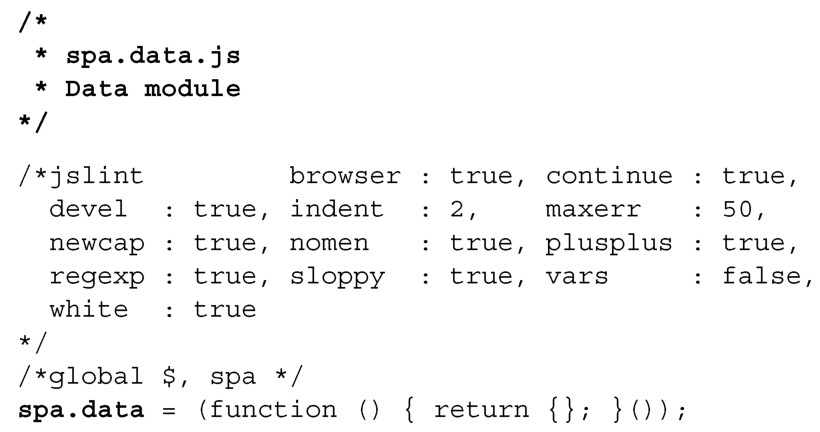 /*
 * spa.data.js
 * Data module
*/
/*jslint         browser : true, continue : true,
  devel  : true, indent  : 2,    maxerr   : 50,
  newcap : true, nomen   : true, plusplus : true,
  regexp : true, sloppy  : true, vars     : false,
  white  : true
*/
/*global $, spa */
spa.data = (function () { return {}; }());